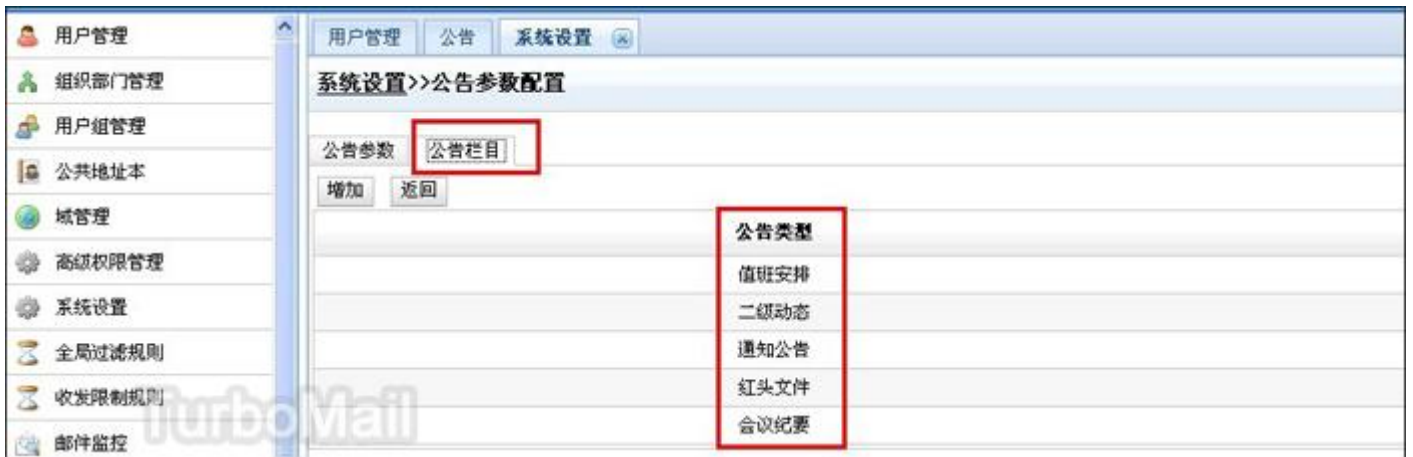 用户管理
组织部门管理
用户组管理
公共地址本
域管理
高级权限管理
系统设置
全局过滤规则
收发限制规则
邮件监控
用户管理 公告 系统设置
系统设置>>公告参数配置
公告参数 公告栏目
增加 返回
公告类型
值班安排
二级动态
通知公告
红头文件
会议纪要
TurboMail